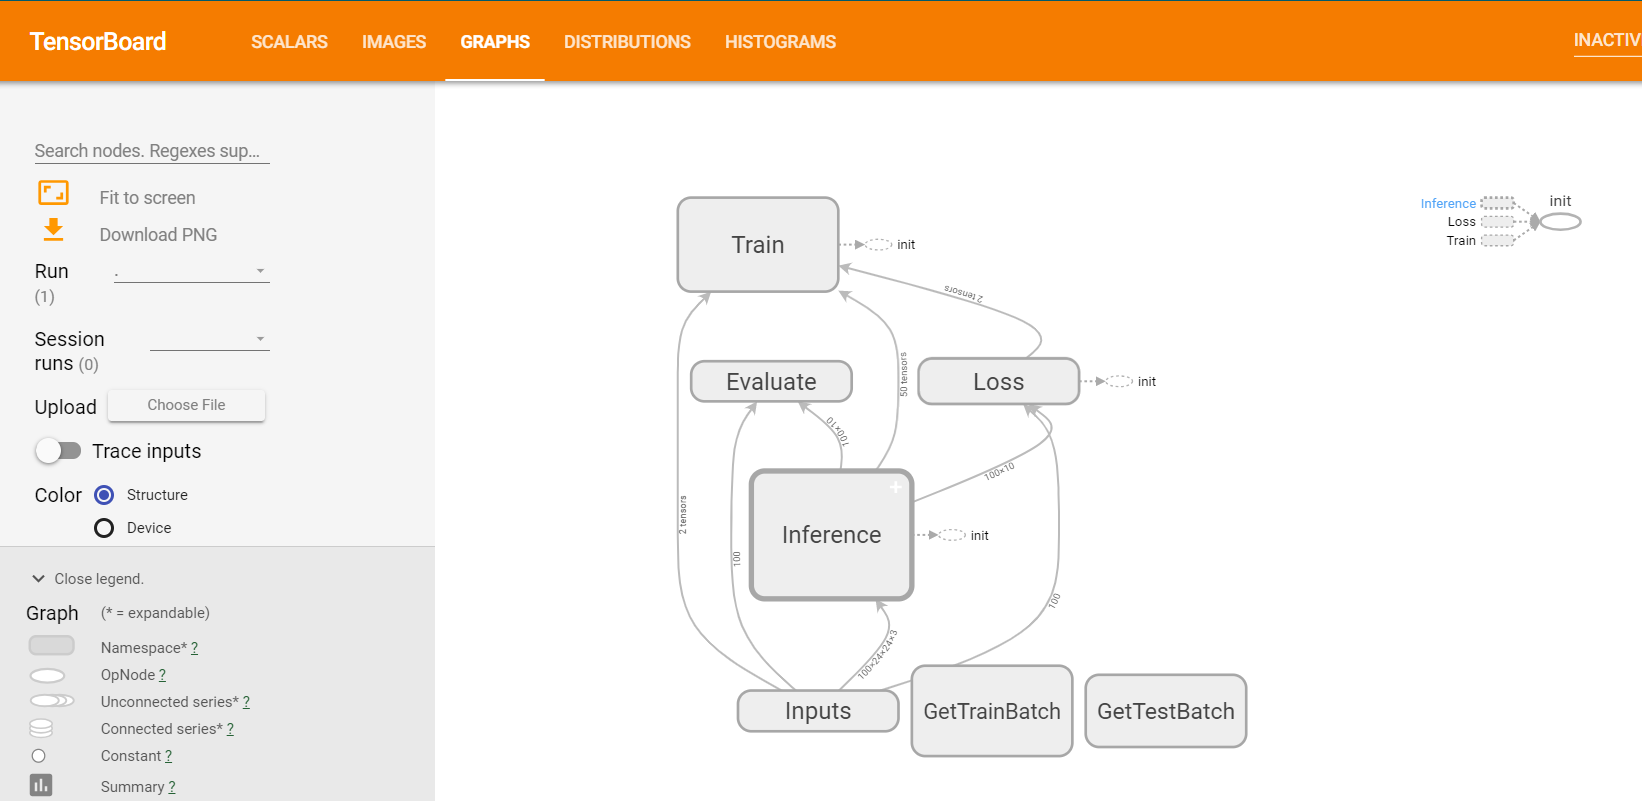 TensorBoard
SCALARS
IMAGES
GRAPHS
DISTRIBUTIONS
HISTOGRAMS
INACTIV
Search nodes. Regexes sup...
Fit to screen
Download PNG
Run
(1)
.
Session
runs (0)
Upload
Choose File
Trace inputs
Color
Structure
Device
Close legend.
Graph
(* = expandable)
Namespace* ?
OpNode ?
Unconnected series* ?
Connected series* ?
Constant ?
Summary ?
Train
init
2 tensors
Evaluate
50 tensors
Loss
init
100×10
100×10
2 tensors
100
Inference
+
init
100
100×24×24×3
Inputs
GetTrainBatch
GetTestBatch
Inference
Loss
Train
init